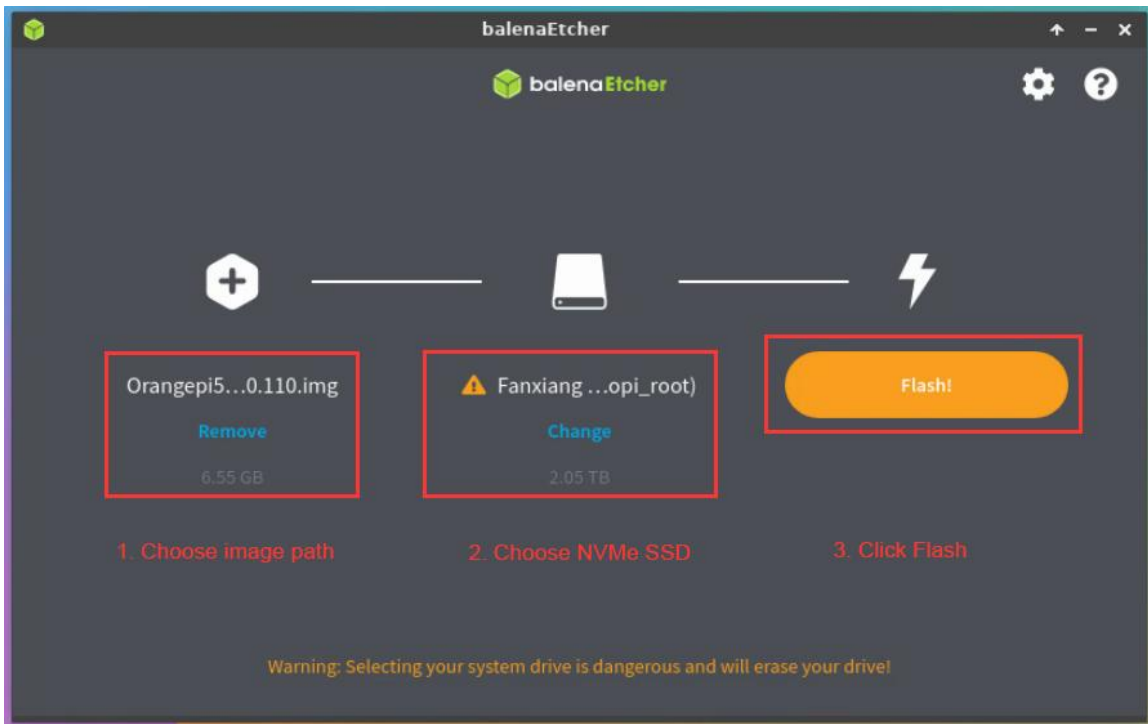 balenaEtcher
balenaEtcher
Orangepi5...0.110.img
Fanxiang ...opi_root)
Flash!
Remove
Change
6.55 GB
2.05 TB
1. Choose image path
2. Choose NVMe SSD
3. Click Flash
Warning: Selecting your system drive is dangerous and will erase your drive!